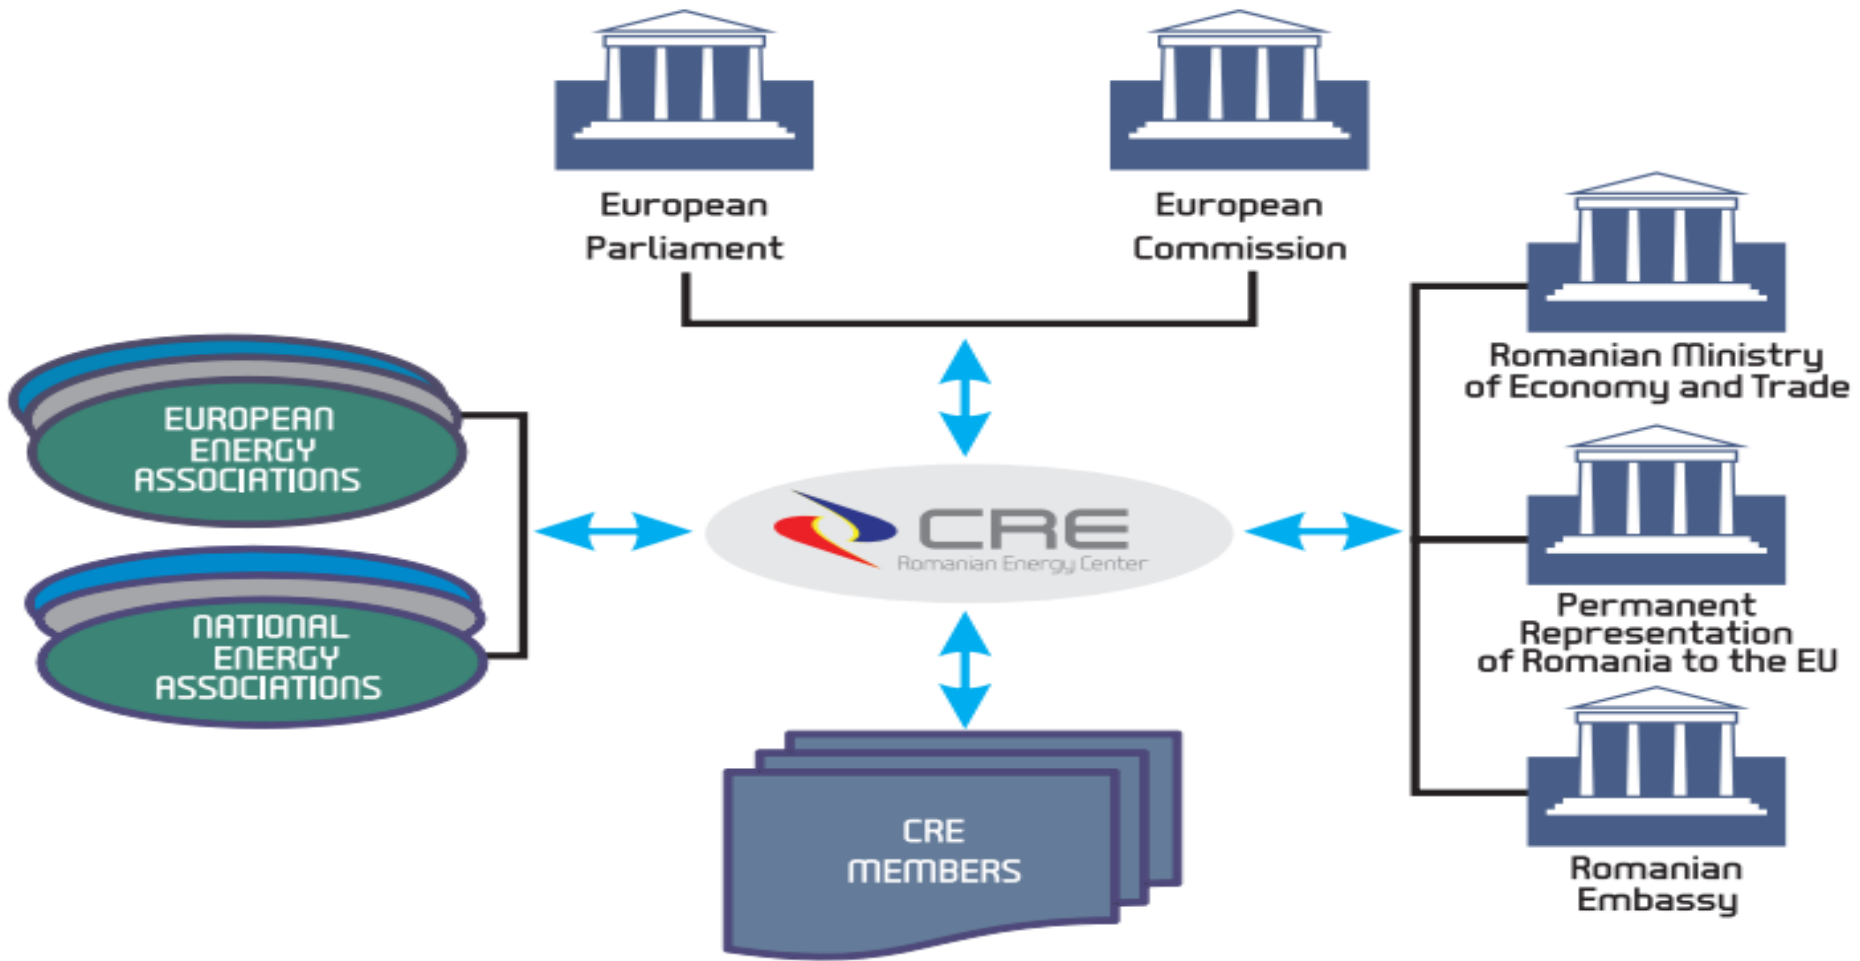 European
Parliament
European
Commission
Romanian Ministry
of Economy and Trade
EUROPEAN
ENERGY
ASSOCIATIONS
CRE
Romanian Energy Center
Permanent
Representation
of Romania to the EU
NATIONAL
ENERGY
ASSOCIATIONS
CRE
MEMBERS
Romanian
Embassy